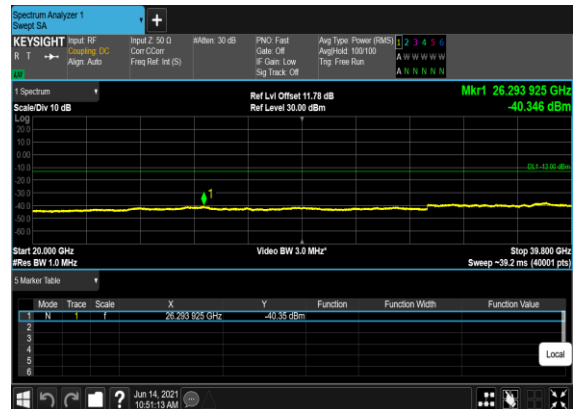 Spectrum Analyzer 1
Swept SA
+
KEYSIGHT
R T
LXI
Input: RF
Coupling: DC
Align: Auto
Input Z: 50 Ω
Corr CCorr
Freq Ref: Int (S)
#Atten: 30 dB
PNO: Fast
Gate: Off
IF Gain: Low
Sig Track: Off
Avg Type: Power (RMS)
Avg|Hold: 100/100
Trig: Free Run
1 2 3 4 5 6
A W W W W W
A N N N N N
1 Spectrum
Scale/Div 10 dB
Ref Lvl Offset 11.78 dB
Ref Level 30.00 dBm
Mkr1 26.293 925 GHz
-40.346 dBm
Log
20.0
10.0
0.00
-10.0
DL1 -13.00 dBm
-20.0
-30.0
1
-40.0
-50.0
-60.0
Start 20.000 GHz
#Res BW 1.0 MHz
Video BW 3.0 MHz*
Stop 39.800 GHz
Sweep ~39.2 ms (40001 pts)
5 Marker Table
Mode Trace Scale X Y Function Function Width Function Value
1 N 1 f 26.293 925 GHz -40.35 dBm
2
3
4
5
6
Local
?
Jun 14, 2021
10:51:13 AM